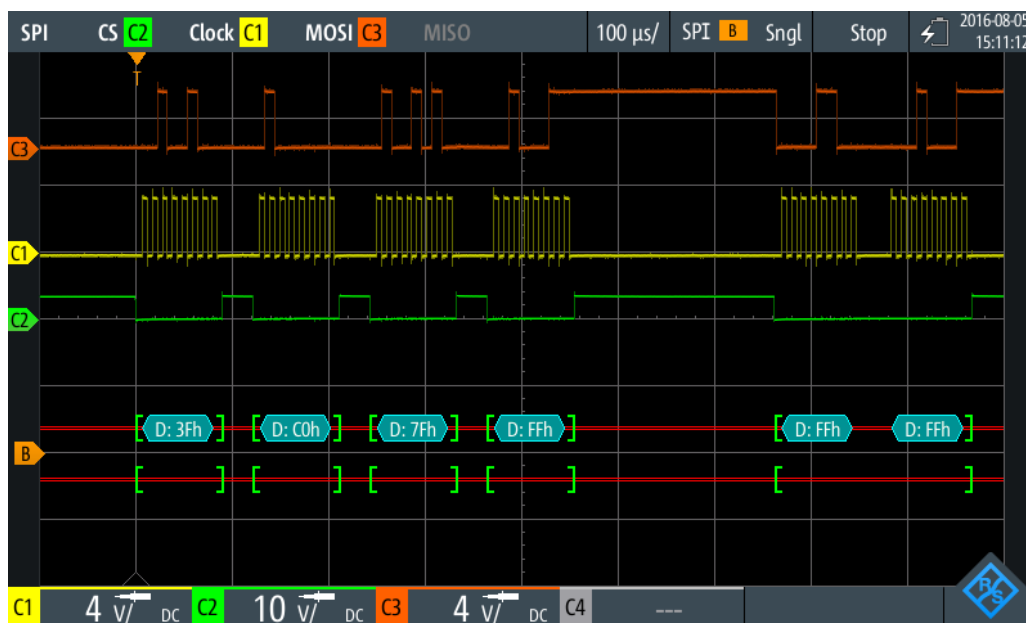 SPI CS C2 Clock C1 MOSI C3 MISO 100 µs/ SPI B Sngl Stop 2016-08-05
15:11:12
T
C3
C1
C2
D: 3Fh D: C0h D: 7Fh D: FFh D: FFh D: FFh
B
C1 4 V/ DC C2 10 V/ DC C3 4 V/ DC C4 ---
R/S